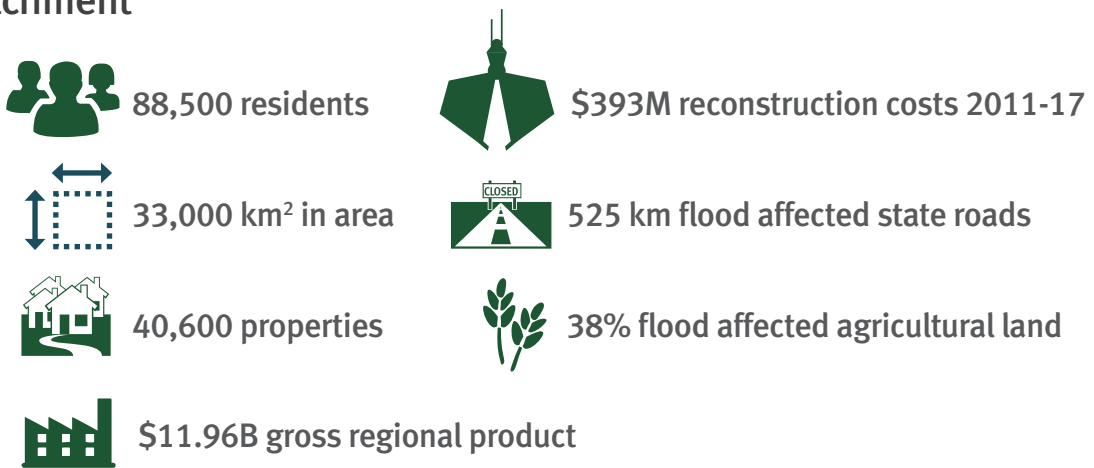 88,500 residents
$393M reconstruction costs 2011-17
33,000 km² in area
CLOSED
525 km flood affected state roads
40,600 properties
38% flood affected agricultural land
$11.96B gross regional product